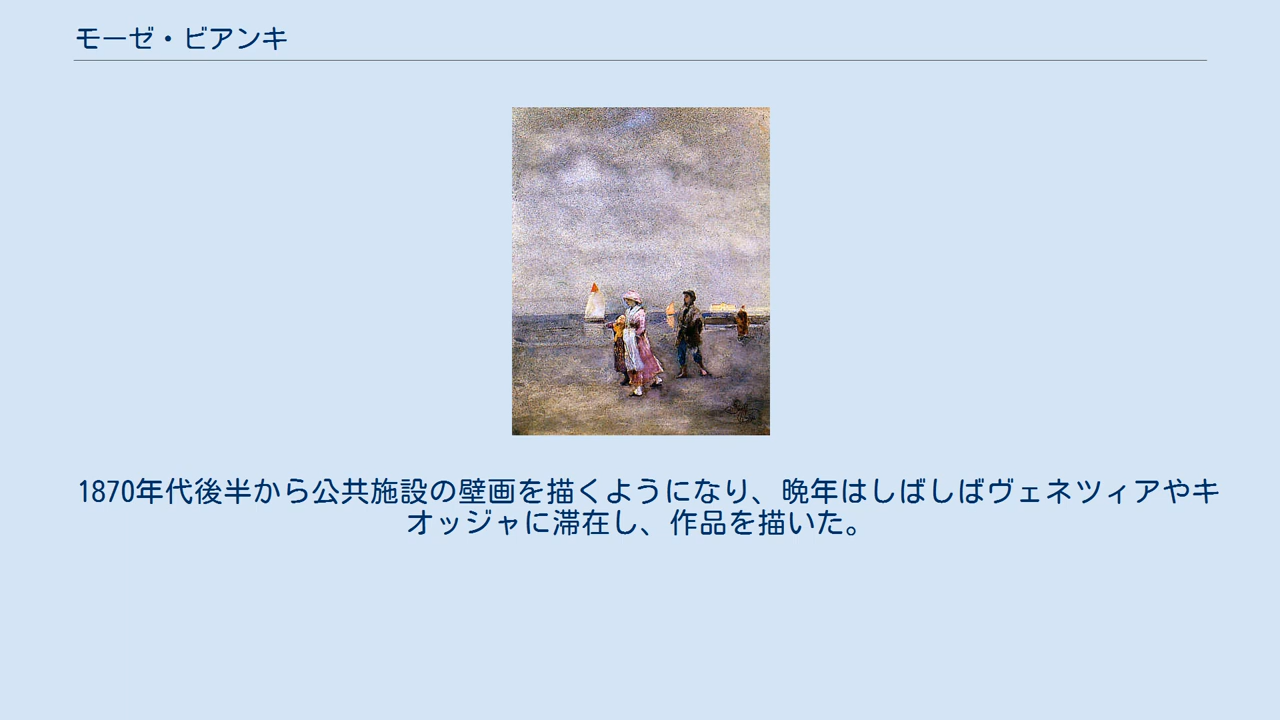 モーゼ・ビアンキ
1870年代後半から公共施設の壁画を描くようになり、晩年はしばしばヴェネツィアやキ
オッジャに滞在し、作品を描いた。